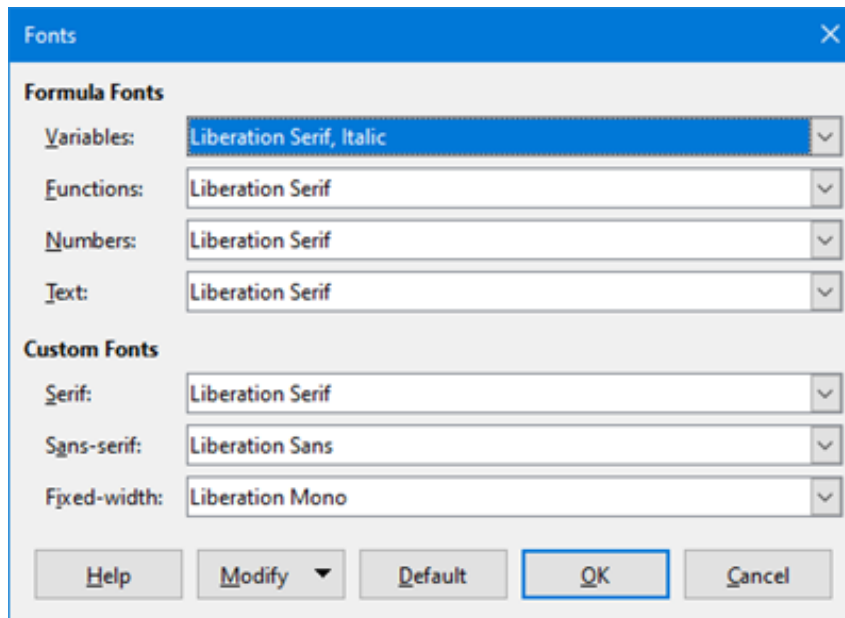 Fonts
Formula Fonts
Variables: Liberation Serif, Italic
Functions: Liberation Serif
Numbers: Liberation Serif
Text: Liberation Serif
Custom Fonts
Serif: Liberation Serif
Sans-serif: Liberation Sans
Fixed-width: Liberation Mono
Help Modify Default OK Cancel